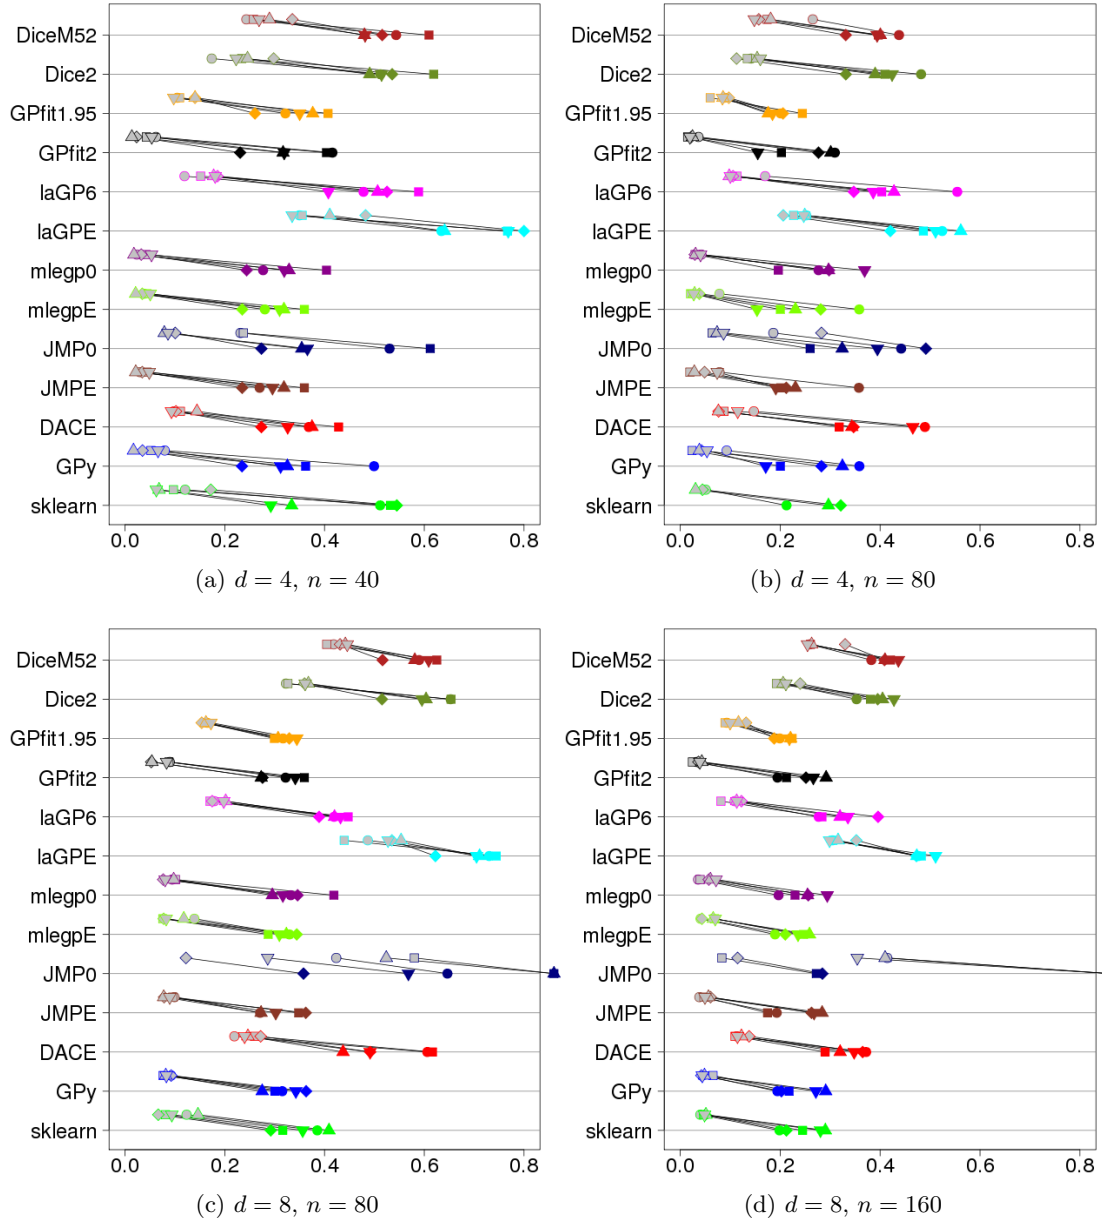 DiceM52
Dice2
GPfit1.95
GPfit2
laGP6
laGPE
mlegp0
mlegpE
JMP0
JMPE
DACE
GPy
sklearn
0.0 0.2 0.4 0.6 0.8
(a) d = 4, n = 40
DiceM52
Dice2
GPfit1.95
GPfit2
laGP6
laGPE
mlegp0
mlegpE
JMP0
JMPE
DACE
GPy
sklearn
0.0 0.2 0.4 0.6 0.8
(b) d = 4, n = 80
DiceM52
Dice2
GPfit1.95
GPfit2
laGP6
laGPE
mlegp0
mlegpE
JMP0
JMPE
DACE
GPy
sklearn
0.0 0.2 0.4 0.6 0.8
(c) d = 8, n = 80
DiceM52
Dice2
GPfit1.95
GPfit2
laGP6
laGPE
mlegp0
mlegpE
JMP0
JMPE
DACE
GPy
sklearn
0.0 0.2 0.4 0.6 0.8
(d) d = 8, n = 160